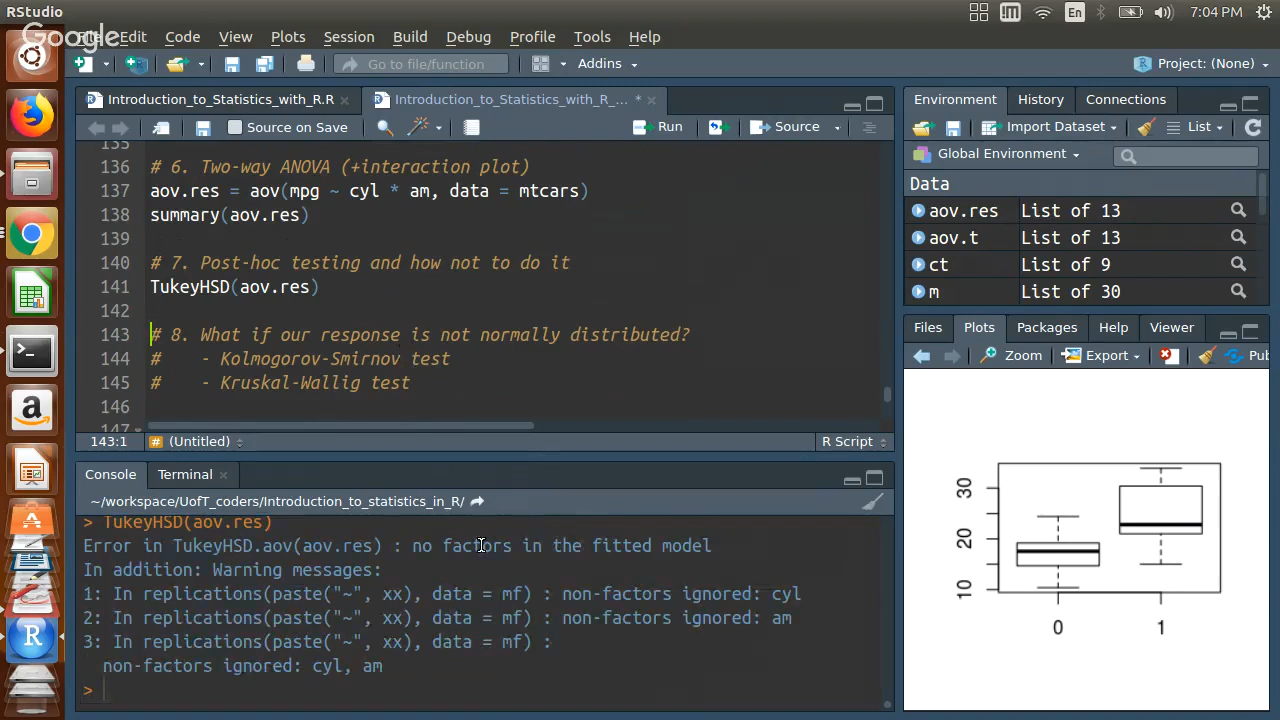 RStudio
En
7:04 PM
Google
File Edit Code View Plots Session Build Debug Profile Tools Help
Go to file/function
Addins
Project: (None)
Introduction_to_Statistics_with_R.R
Introduction_to_Statistics_with_R_... *
Source on Save
Run
Source
135
136 # 6. Two-way ANOVA (+interaction plot)
137 aov.res = aov(mpg ~ cyl * am, data = mtcars)
138 summary(aov.res)
139
140 # 7. Post-hoc testing and how not to do it
141 TukeyHSD(aov.res)
142
143 # 8. What if our response is not normally distributed?
144 #    - Kolmogorov-Smirnov test
145 #    - Kruskal-Wallig test
146
147
143:1
# (Untitled)
R Script
Console
Terminal
~/workspace/UofT_coders/Introduction_to_statistics_in_R/
> TukeyHSD(aov.res)
Error in TukeyHSD.aov(aov.res) : no factors in the fitted model
In addition: Warning messages:
1: In replications(paste("~", xx), data = mf) : non-factors ignored: cyl
2: In replications(paste("~", xx), data = mf) : non-factors ignored: am
3: In replications(paste("~", xx), data = mf) :
  non-factors ignored: cyl, am
>
Environment
History
Connections
Import Dataset
List
Global Environment
Data
aov.res List of 13
aov.t List of 13
ct List of 9
m List of 30
Files
Plots
Packages
Help
Viewer
Zoom
Export
Pub
30
20
10
0
1